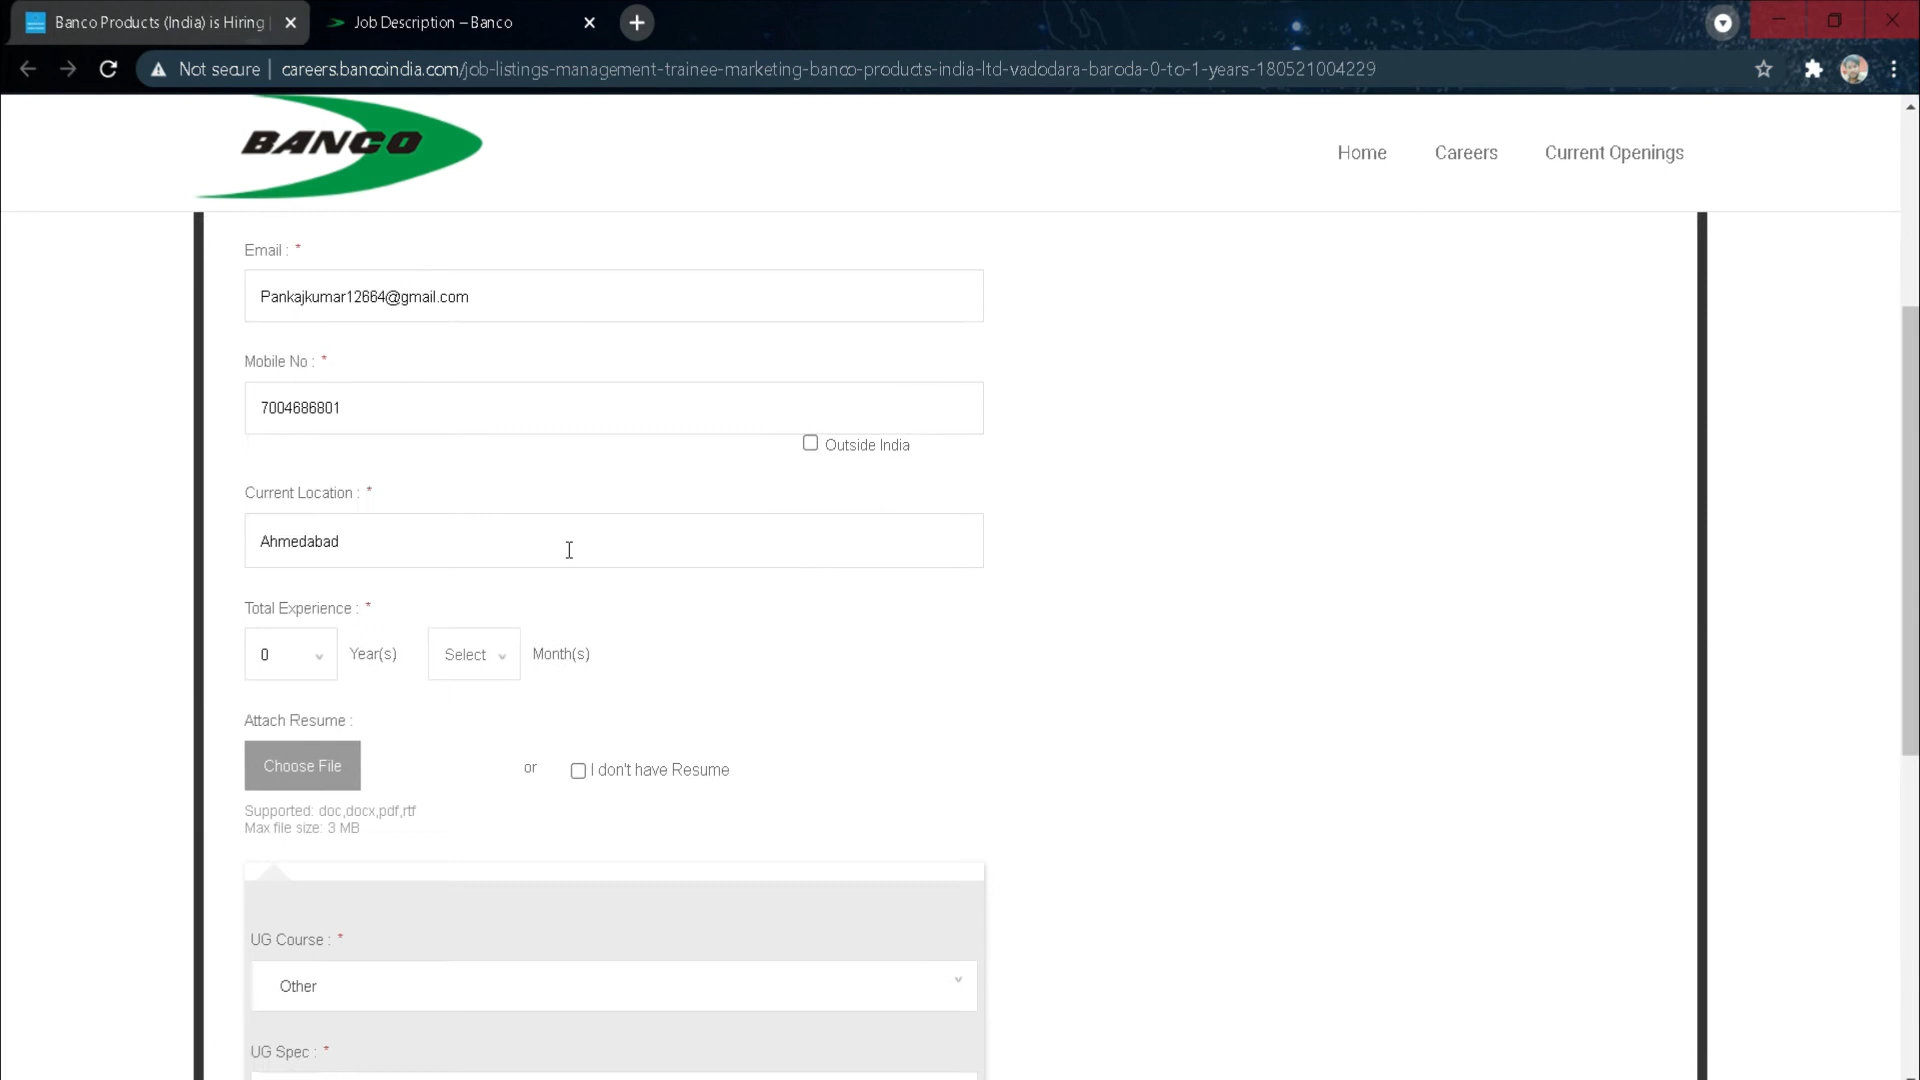 Banco Products (India) is Hiring
Job Description – Banco
Not secure
careers.bancoindia.com/job-listings-management-trainee-marketing-banco-products-india-ltd-vadodara-baroda-0-to-1-years-180521004229
BANCO
Home
Careers
Current Openings
Email : *
Pankajkumar12664@gmail.com
Mobile No : *
7004686801
Outside India
Current Location : *
Ahmedabad
Total Experience : *
0
Year(s)
Select
Month(s)
Attach Resume :
Choose File
or
I don't have Resume
Supported: doc,docx,pdf,rtf
Max file size: 3 MB
UG Course : *
Other
UG Spec : *